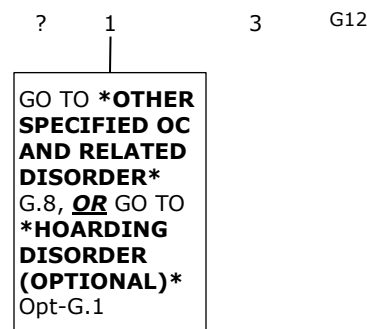 ? 1 3 G12
GO TO *OTHER
SPECIFIED OC
AND RELATED
DISORDER*
G.8, OR GO TO
*HOARDING
DISORDER
(OPTIONAL)*
Opt-G.1